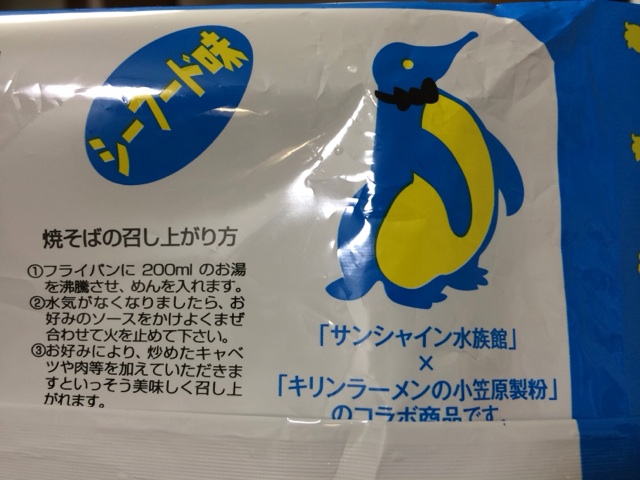 シーフード味
焼そばの召し上がり方
①フライパンに 200ml のお湯
を沸騰させ、めんを入れます。
②水気がなくなりましたら、お
好みのソースをかけよくまぜ
合わせて火を止めて下さい。
③お好みにより、炒めたキャベ
ツや肉等を加えていただきま
すといっそう美味しく召し上
がれます。
「サンシャイン水族館」
×
「キリンラーメンの小笠原製粉」
のコラボ商品です。